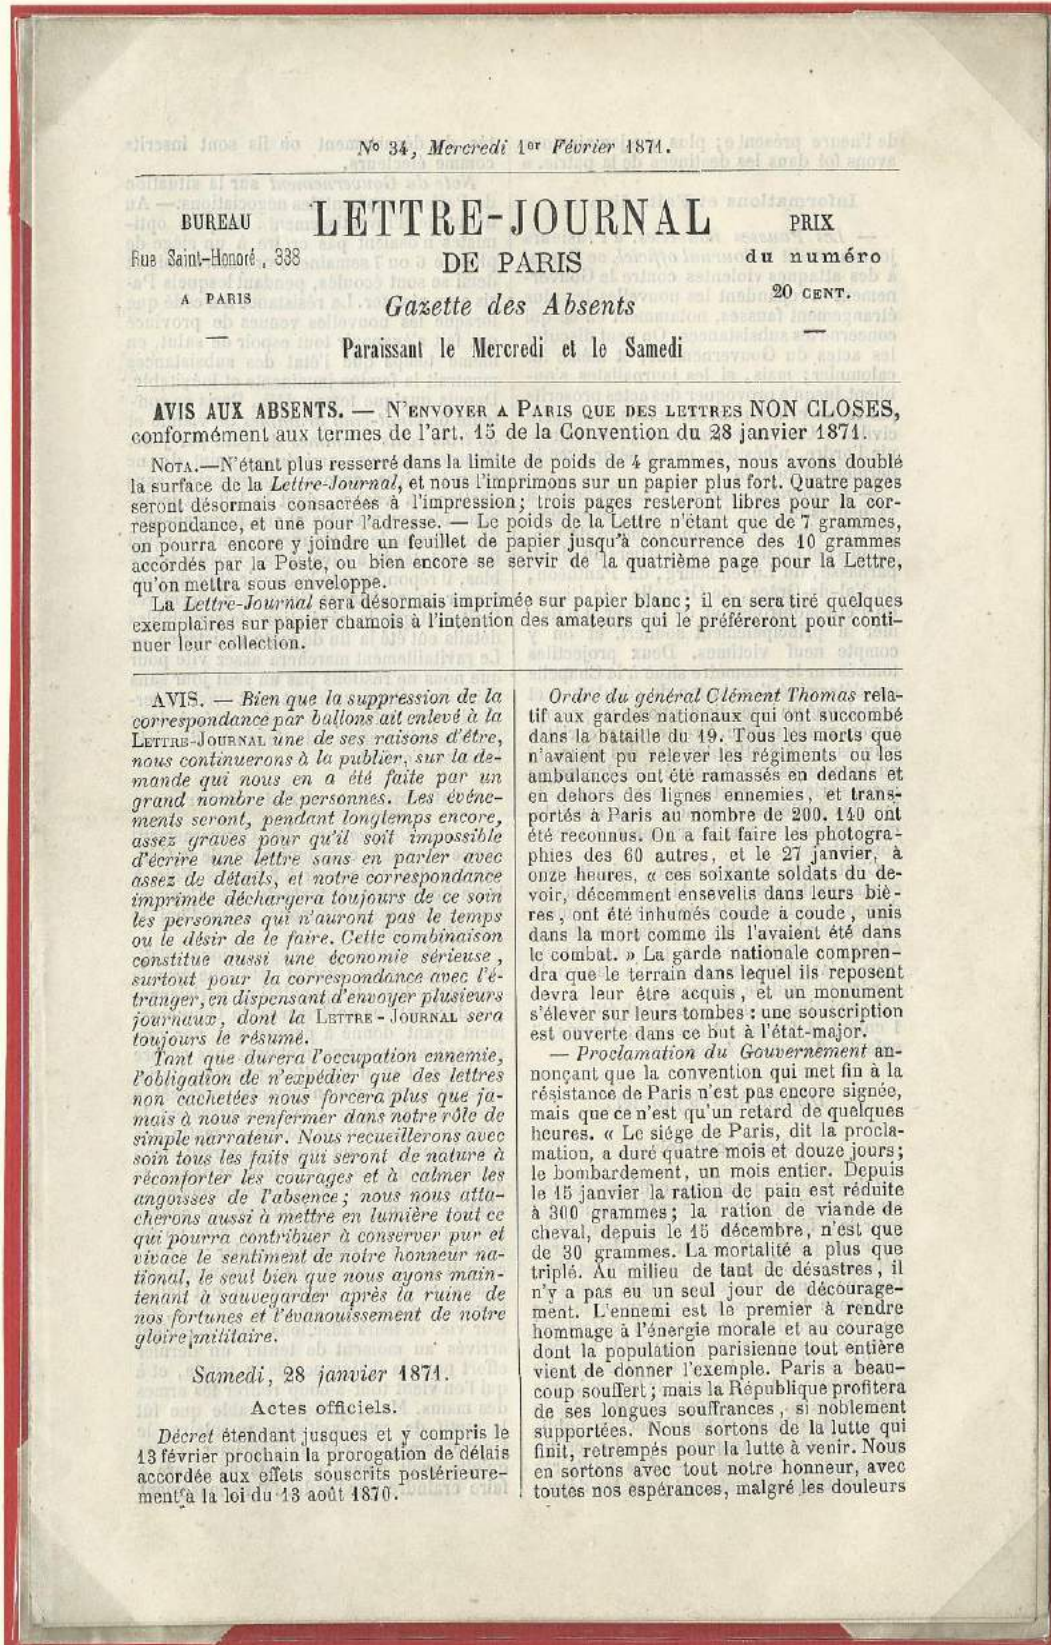 N° 34, Mercredi 1er Février 1871.
BUREAU
Rue Saint-Honoré, 338
A PARIS
LETTRE-JOURNAL
DE PARIS
Gazette des Absents
Paraissant le Mercredi et le Samedi
PRIX
du numéro
20 CENT.
AVIS AUX ABSENTS. — N'ENVOYER A PARIS QUE DES LETTRES NON CLOSES,
conformément aux termes de l'art. 15 de la Convention du 28 janvier 1871.
NOTA.—N'étant plus resserré dans la limite de poids de 4 grammes, nous avons doublé
la surface de la Lettre-Journal, et nous l'imprimons sur un papier plus fort. Quatre pages
seront désormais consacrées à l'impression; trois pages resteront libres pour la cor-
respondance, et une pour l'adresse. — Le poids de la Lettre n'étant que de 7 grammes,
on pourra encore y joindre un feuillet de papier jusqu'à concurrence des 10 grammes
accordés par la Poste, ou bien encore se servir de la quatrième page pour la Lettre,
qu'on mettra sous enveloppe.
La Lettre-Journal sera désormais imprimée sur papier blanc; il en sera tiré quelques
exemplaires sur papier chamois à l'intention des amateurs qui le préféreront pour conti-
nuer leur collection.
AVIS. — Bien que la suppression de la
correspondance par ballons ait enlevé à la
LETTRE-JOURNAL une de ses raisons d'être,
nous continuerons à la publier, sur la de-
mande qui nous en a été faite par un
grand nombre de personnes. Les événe-
ments seront, pendant longtemps encore,
assez graves pour qu'il soit impossible
d'écrire une lettre sans en parler avec
assez de détails, et notre correspondance
imprimée déchargera toujours de ce soin
les personnes qui n'auront pas le temps
ou le désir de le faire. Cette combinaison
constitue aussi une économie sérieuse,
surtout pour la correspondance avec l'é-
tranger, en dispensant d'envoyer plusieurs
journaux, dont la LETTRE-JOURNAL sera
toujours le résumé.
Tant que durera l'occupation ennemie,
l'obligation de n'expédier que des lettres
non cachetées nous forcera plus que ja-
mais à nous renfermer dans notre rôle de
simple narrateur. Nous recueillerons avec
soin tous les faits qui seront de nature à
réconforter les courages et à calmer les
angoisses de l'absence; nous nous atta-
cherons aussi à mettre en lumière tout ce
qui pourra contribuer à conserver pur et
vivace le sentiment de notre honneur na-
tional, le seul bien que nous ayons main-
tenant à sauvegarder après la ruine de
nos fortunes et l'évanouissement de notre
gloire militaire.
Samedi, 28 janvier 1871.
Actes officiels.
Décret étendant jusques et y compris le
13 février prochain la prorogation de délais
accordée aux effets souscrits postérieure-
ment à la loi du 13 août 1870.
Ordre du général Clément Thomas rela-
tif aux gardes nationaux qui ont succombé
dans la bataille du 19. Tous les morts que
n'avaient pu relever les régiments ou les
ambulances ont été ramassés en dedans et
en dehors des lignes ennemies, et trans-
portés à Paris au nombre de 200. 140 ont
été reconnus. On a fait faire les photogra-
phies des 60 autres, et le 27 janvier, à
onze heures, « ces soixante soldats du de-
voir, décemment ensevelis dans leurs biè-
res, ont été inhumés coude à coude, unis
dans la mort comme ils l'avaient été dans
le combat. » La garde nationale compren-
dra que le terrain dans lequel ils reposent
devra leur être acquis, et un monument
s'élever sur leurs tombes : une souscription
est ouverte dans ce but à l'état-major.
— Proclamation du Gouvernement an-
nonçant que la convention qui met fin à la
résistance de Paris n'est pas encore signée,
mais que ce n'est qu'un retard de quelques
heures. « Le siége de Paris, dit la procla-
mation, a duré quatre mois et douze jours;
le bombardement, un mois entier. Depuis
le 15 janvier la ration de pain est réduite
à 300 grammes; la ration de viande de
cheval, depuis le 15 décembre, n'est que
de 30 grammes. La mortalité a plus que
triplé. Au milieu de tant de désastres, il
n'y a pas eu un seul jour de décourage-
ment. L'ennemi est le premier à rendre
hommage à l'énergie morale et au courage
dont la population parisienne tout entière
vient de donner l'exemple. Paris a beau-
coup souffert; mais la République profitera
de ses longues souffrances, si noblement
supportées. Nous sortons de la lutte qui
finit, retrempés pour la lutte à venir. Nous
en sortons avec tout notre honneur, avec
toutes nos espérances, malgré les douleurs